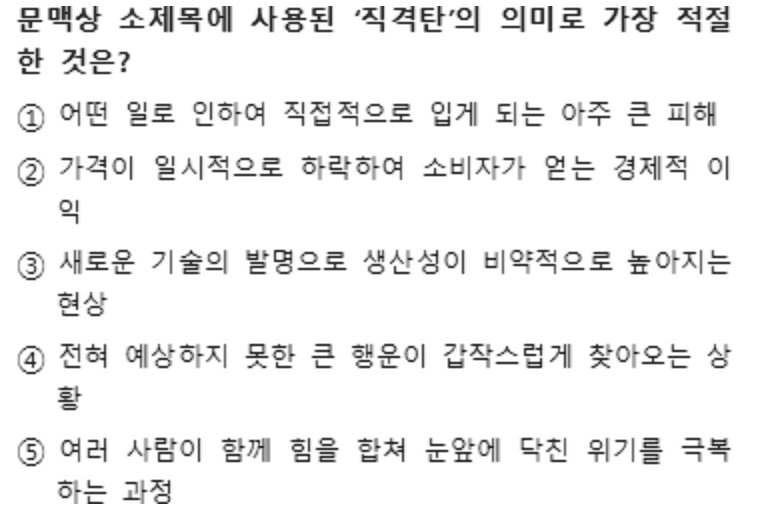 문맥상 소제목에 사용된 ‘직격탄’의 의미로 가장 적절
한 것은?
① 어떤 일로 인하여 직접적으로 입게 되는 아주 큰 피해
② 가격이 일시적으로 하락하여 소비자가 얻는 경제적 이
익
③ 새로운 기술의 발명으로 생산성이 비약적으로 높아지는
현상
④ 전혀 예상하지 못한 큰 행운이 갑작스럽게 찾아오는 상
황
⑤ 여러 사람이 함께 힘을 합쳐 눈앞에 닥친 위기를 극복
하는 과정